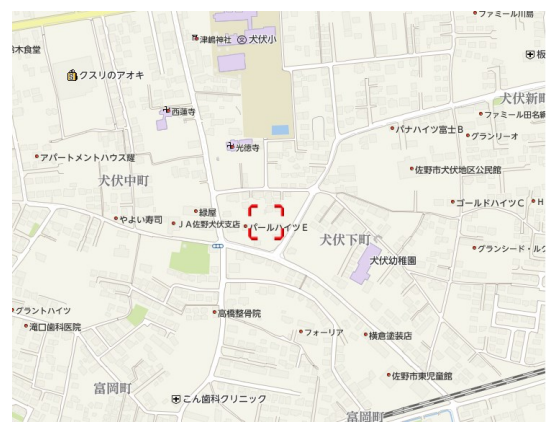 ファミール川島
津嶋神社
犬伏小
木食堂
板
クスリのアオキ
犬伏新町
西蓮寺
ファミール田名網
パナハイツ富士B
グランリーオ
光徳寺
アパートメントハウス耀
佐野市犬伏地区公民館
犬伏中町
ゴールドハイツC
H
緑屋
やよい寿司
JA佐野犬伏支店
パールハイツE
犬伏下町
グランシード・ルク
犬伏幼稚園
グラントハイツ
高橋整骨院
滝口歯科医院
フォーリア
横倉塗装店
佐野市東児童館
富岡町
こん歯科クリニック
富岡町